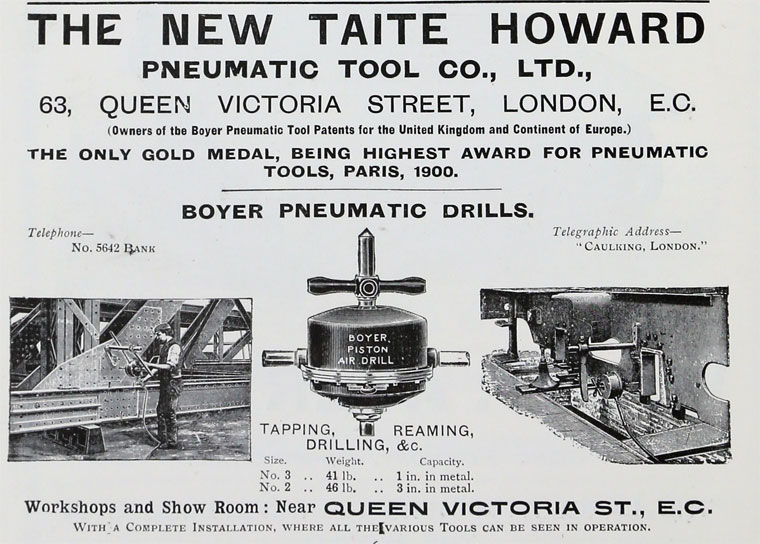 THE NEW TAITE HOWARD
PNEUMATIC TOOL CO., LTD.,
63, QUEEN VICTORIA STREET, LONDON, E.C.
(Owners of the Boyer Pneumatic Tool Patents for the United Kingdom and Continent of Europe.)
THE ONLY GOLD MEDAL, BEING HIGHEST AWARD FOR PNEUMATIC
TOOLS, PARIS, 1900.
BOYER PNEUMATIC DRILLS.
Telephone—
No. 5642 BANK
Telegraphic Address—
"CAULKING, LONDON."
BOYER,
PISTON
AIR DRILL
TAPPING, REAMING,
DRILLING, &c.
Size. Weight. Capacity.
No. 3 .. 41 lb. .. 1 in. in metal.
No. 2 .. 46 lb. .. 3 in. in metal.
Workshops and Show Room: Near QUEEN VICTORIA ST., E.C.
WITH A COMPLETE INSTALLATION, WHERE ALL THE VARIOUS TOOLS CAN BE SEEN IN OPERATION.